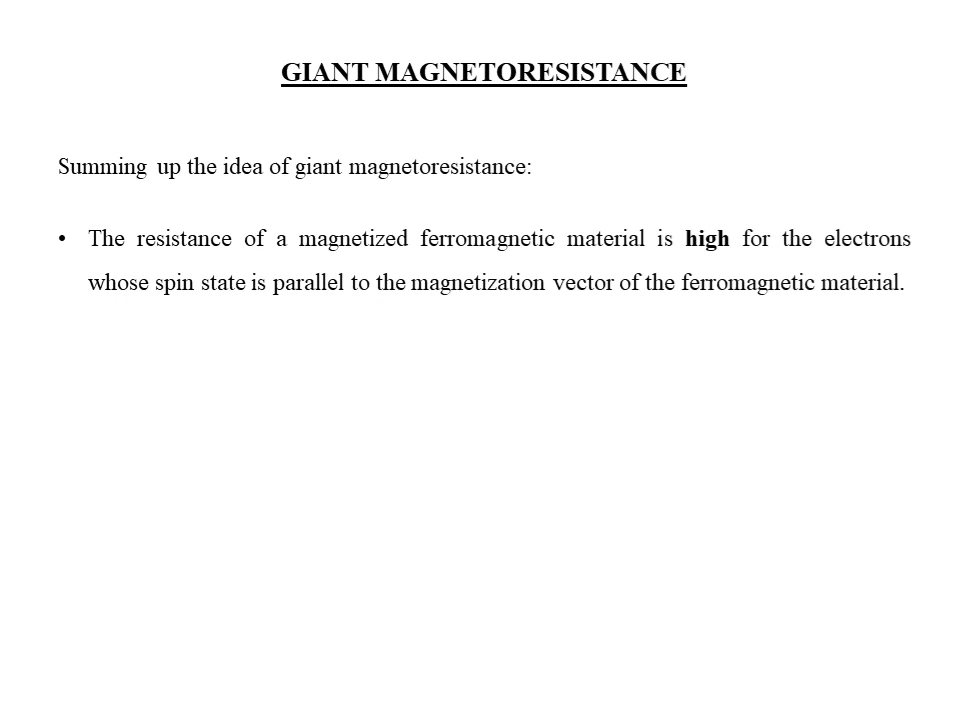 GIANT MAGNETORESISTANCE
Summing up the idea of giant magnetoresistance:
• The resistance of a magnetized ferromagnetic material is high for the electrons
whose spin state is parallel to the magnetization vector of the ferromagnetic material.